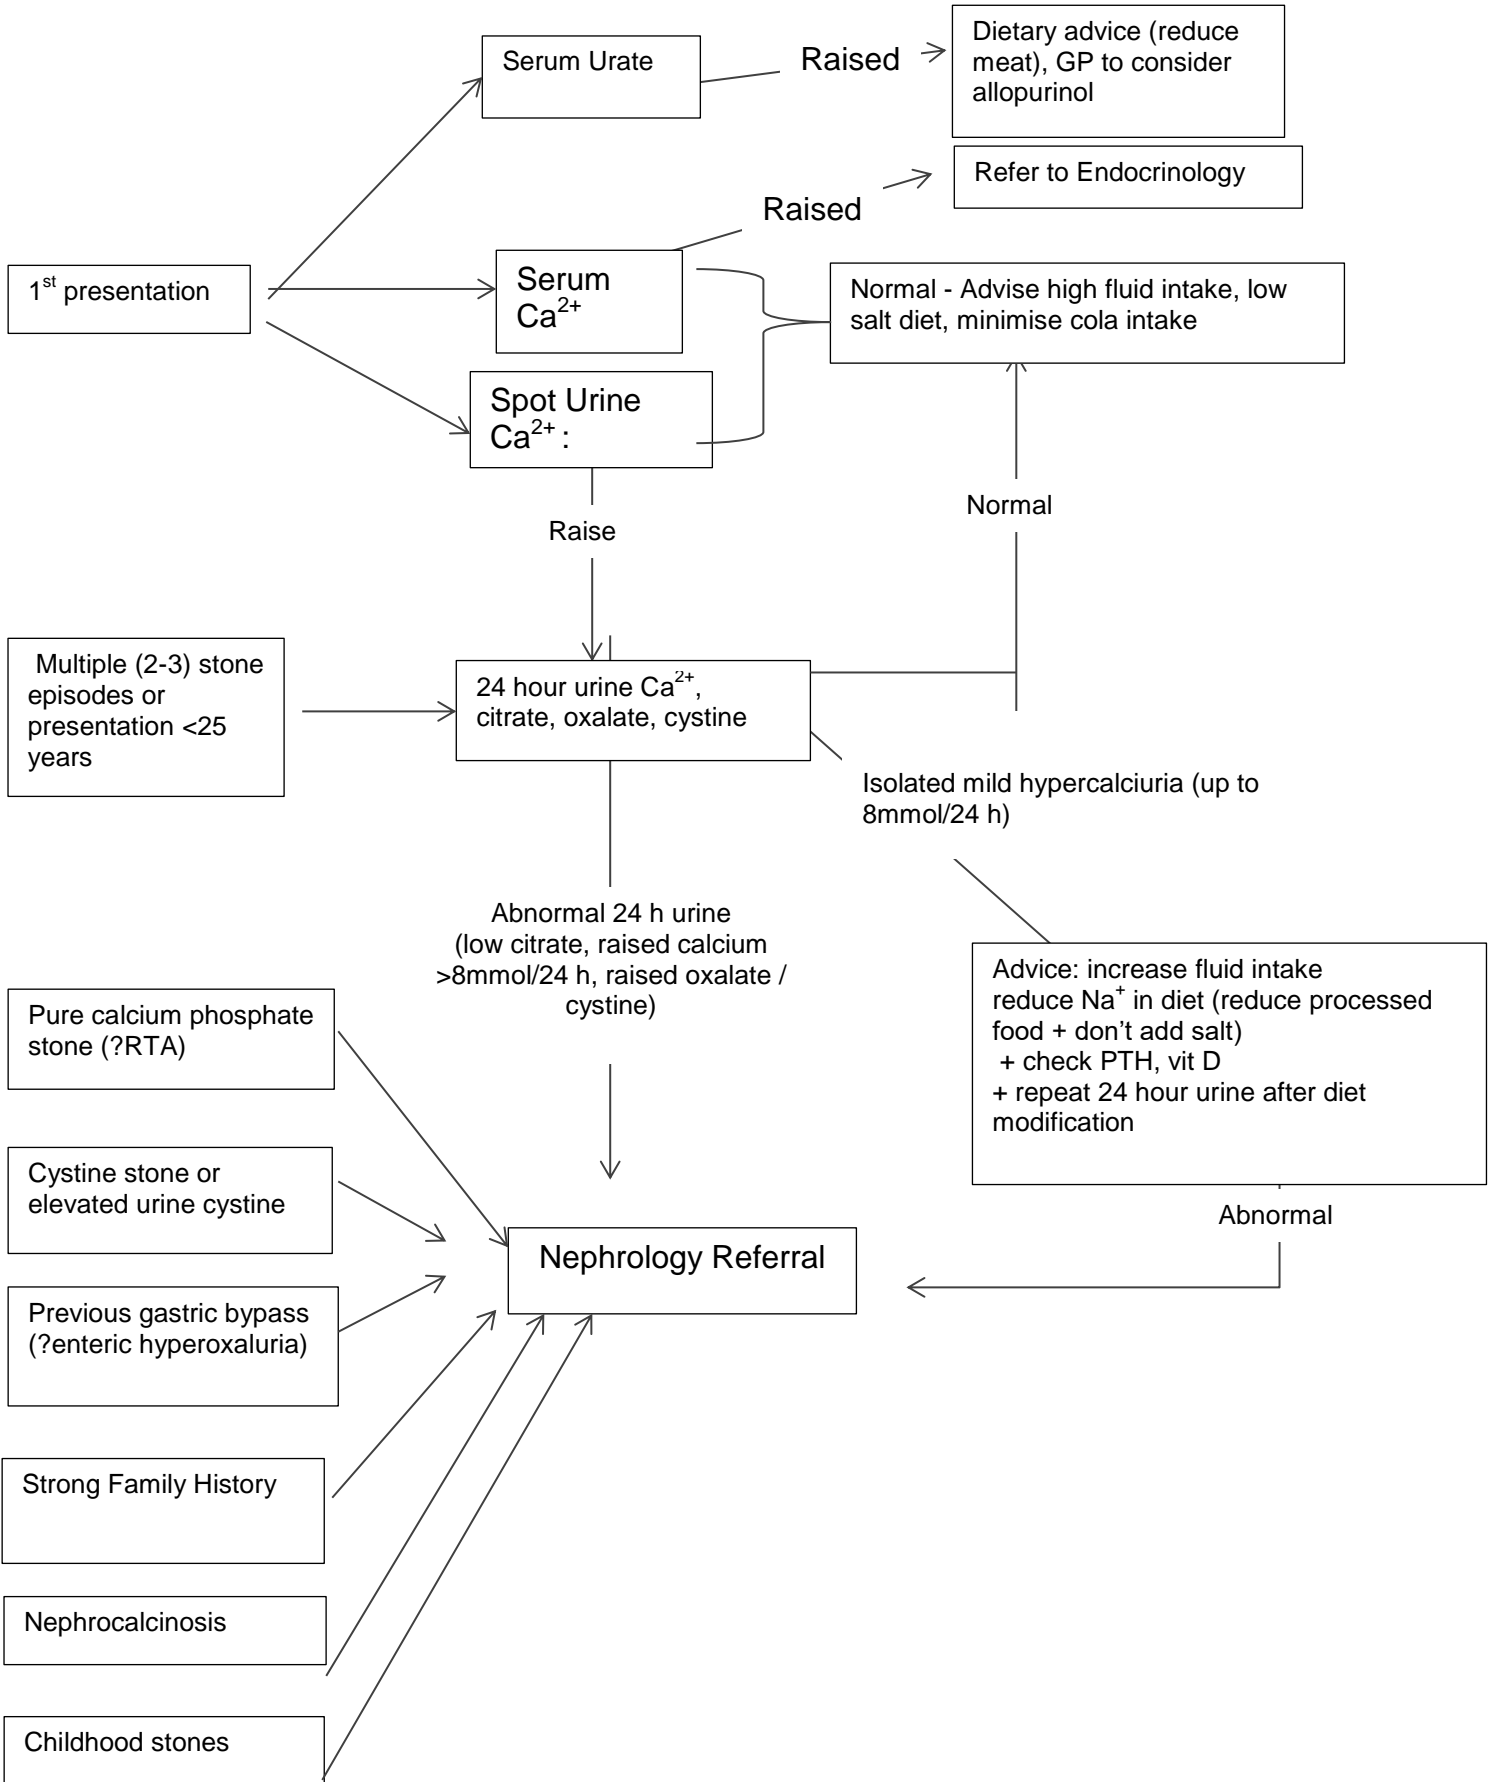 Serum Urate
Raised
Dietary advice (reduce
meat), GP to consider
allopurinol
Refer to Endocrinology
Raised
1st presentation
Serum
Ca2+
Normal - Advise high fluid intake, low
salt diet, minimise cola intake
Spot Urine
Ca2+ :
Normal
Raise
Multiple (2-3) stone
episodes or
presentation <25
years
24 hour urine Ca2+,
citrate, oxalate, cystine
Isolated mild hypercalciuria (up to
8mmol/24 h)
Abnormal 24 h urine
(low citrate, raised calcium
>8mmol/24 h, raised oxalate /
cystine)
Advice: increase fluid intake
reduce Na+ in diet (reduce processed
food + don’t add salt)
+ check PTH, vit D
+ repeat 24 hour urine after diet
modification
Pure calcium phosphate
stone (?RTA)
Cystine stone or
elevated urine cystine
Abnormal
Nephrology Referral
Previous gastric bypass
(?enteric hyperoxaluria)
Strong Family History
Nephrocalcinosis
Childhood stones